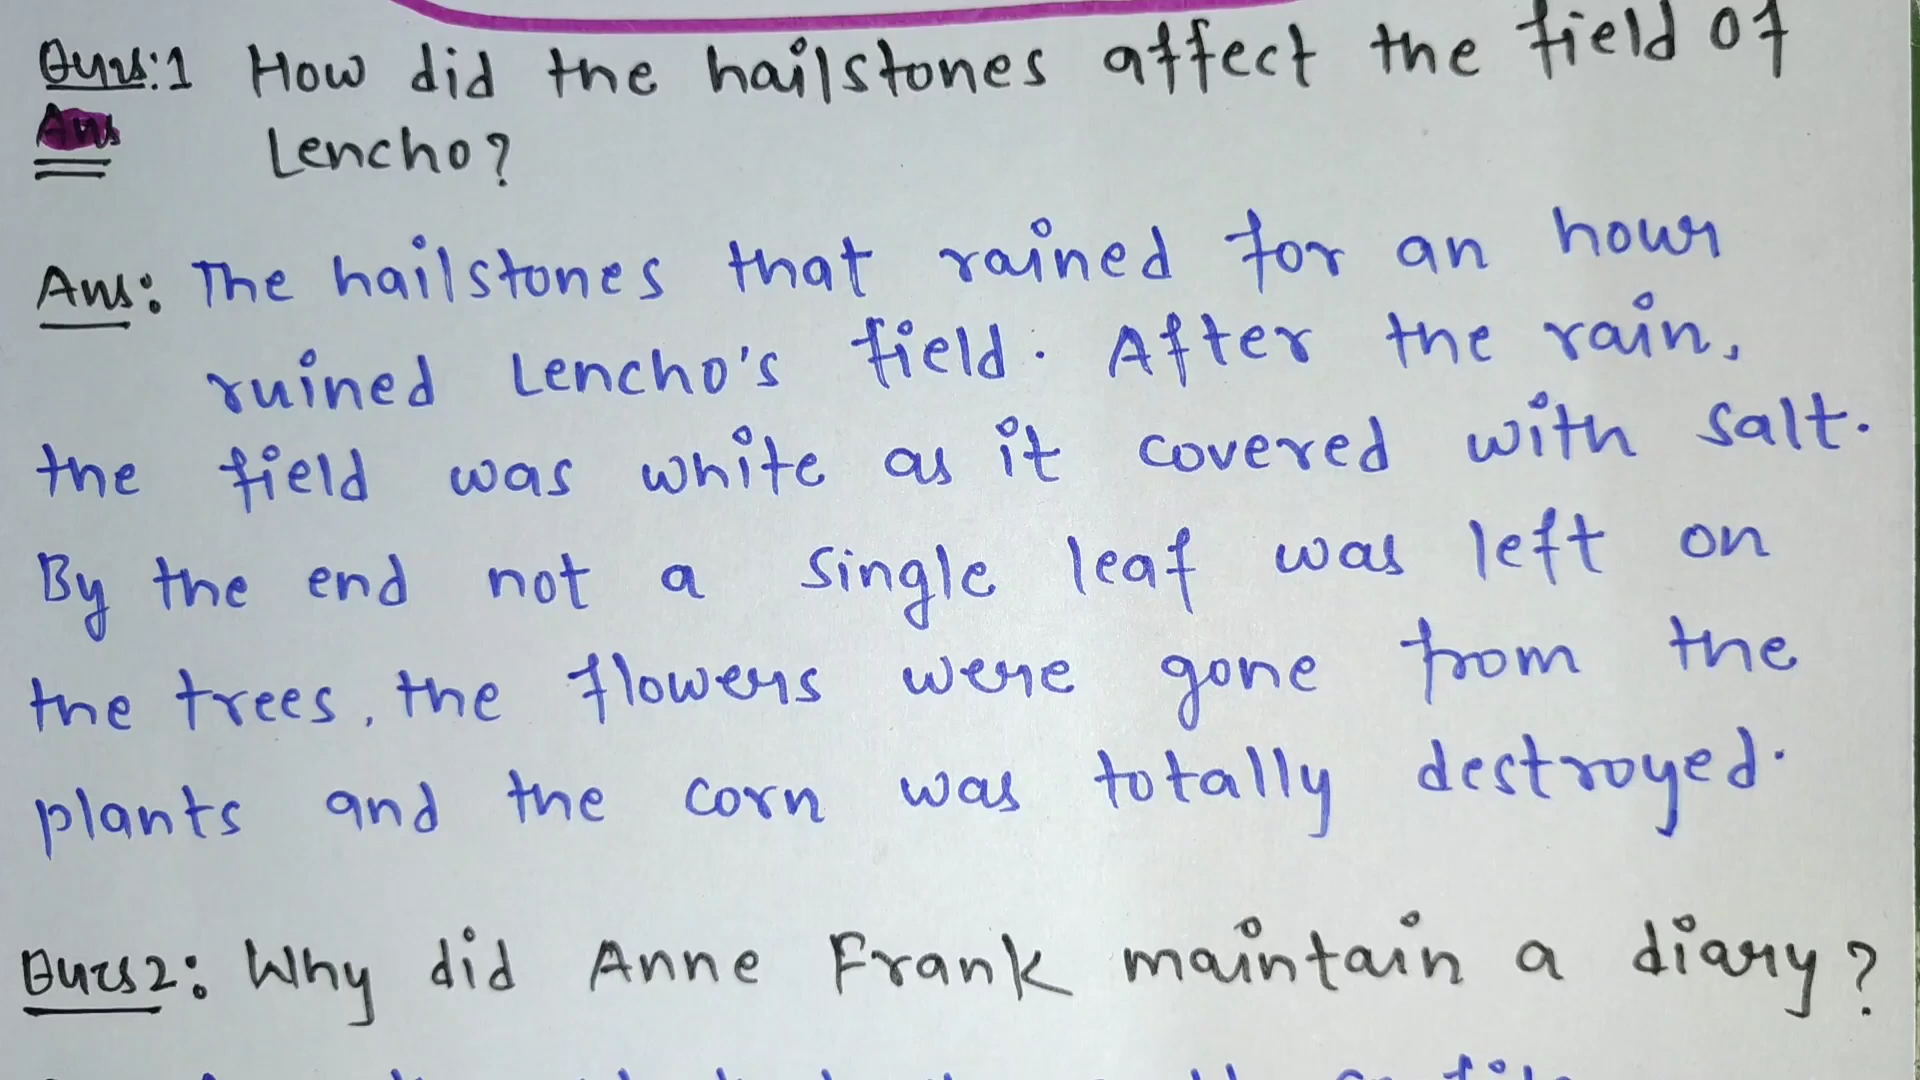 Ques:1 How did the hailstones affect the field of
Ans
Lencho?
Ans: The hailstones that rained for an hour
ruined Lencho's field. After the rain,
the field was white as it covered with salt.
By the end not a single leaf was left on
the trees, the flowers were gone from the
plants and the corn was totally destroyed.
Ques2: Why did Anne Frank maintain a diary?